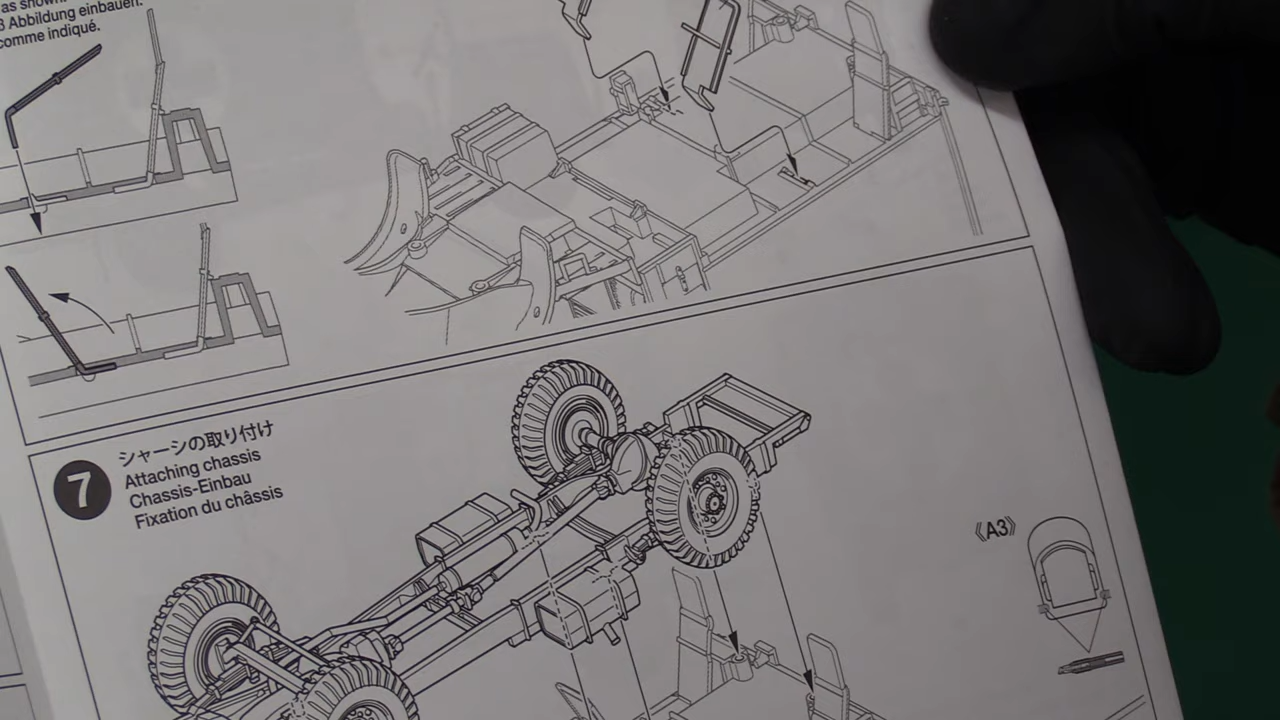 as shown.
Abbildung einbauen.
comme indiqué.
7
シャーシの取り付け
Attaching chassis
Chassis-Einbau
Fixation du châssis
《A3》